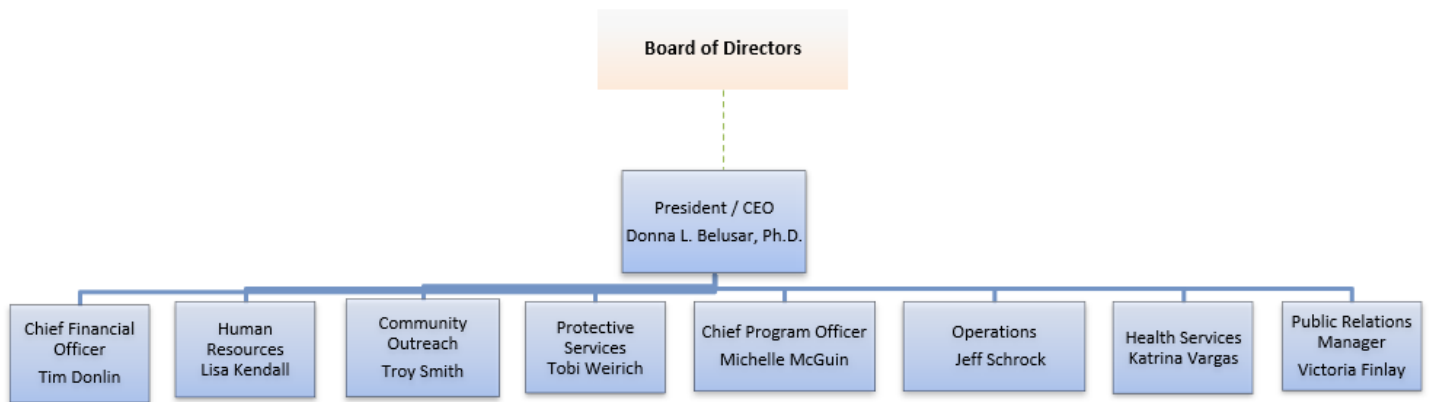 Board of Directors
President / CEO
Donna L. Belusar, Ph.D.
Chief Financial
Officer
Tim Donlin
Human
Resources
Lisa Kendall
Community
Outreach
Troy Smith
Protective
Services
Tobi Weirich
Chief Program Officer
Michelle McGuin
Operations
Jeff Schrock
Health Services
Katrina Vargas
Public Relations
Manager
Victoria Finlay